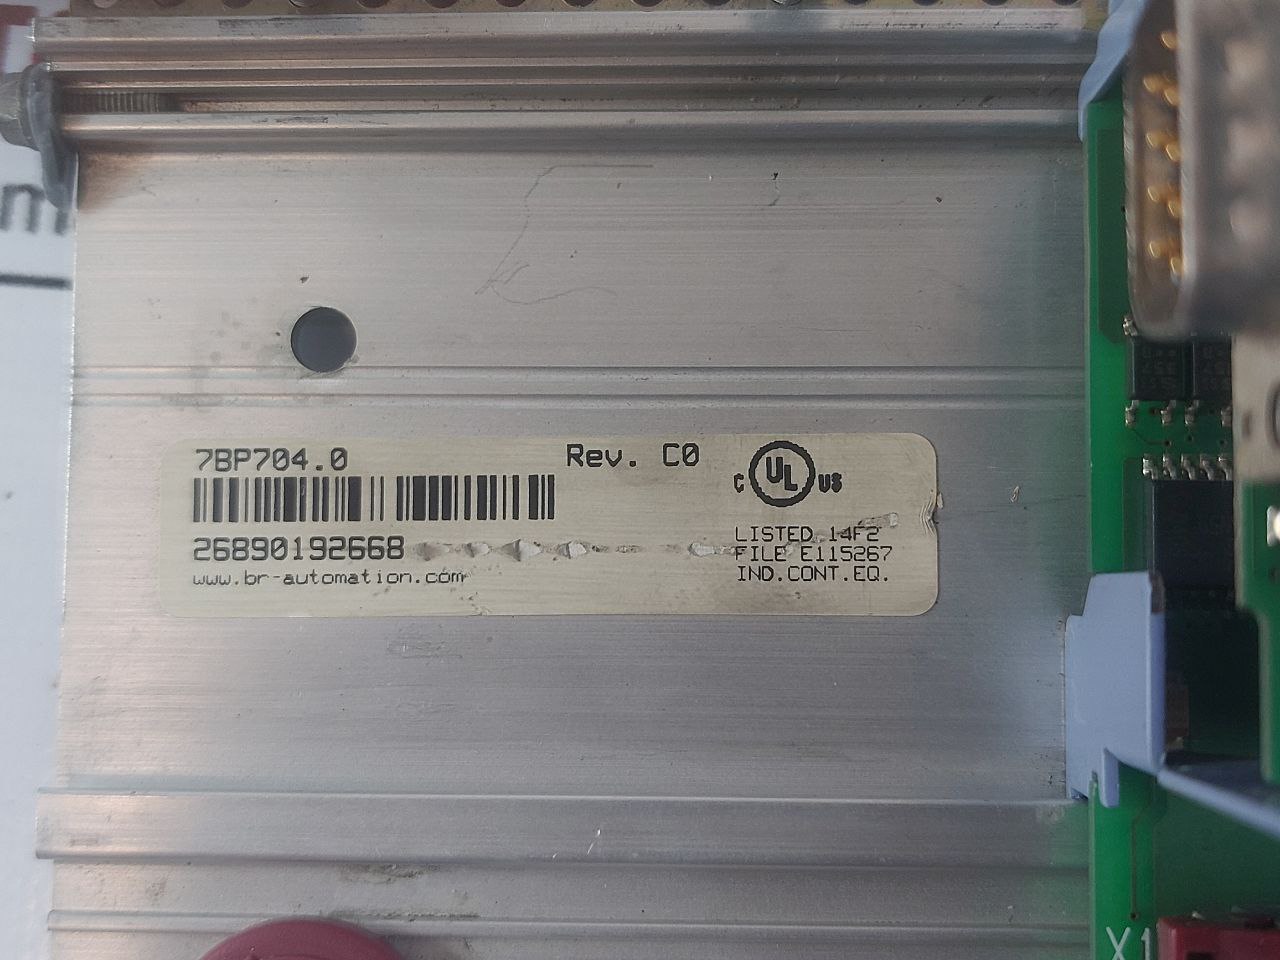 m
7BP704.0 Rev. C0
C UL US
26890192668
www.br-automation.com
LISTED 14F2
FILE E115267
IND.CONT.EQ.
X1